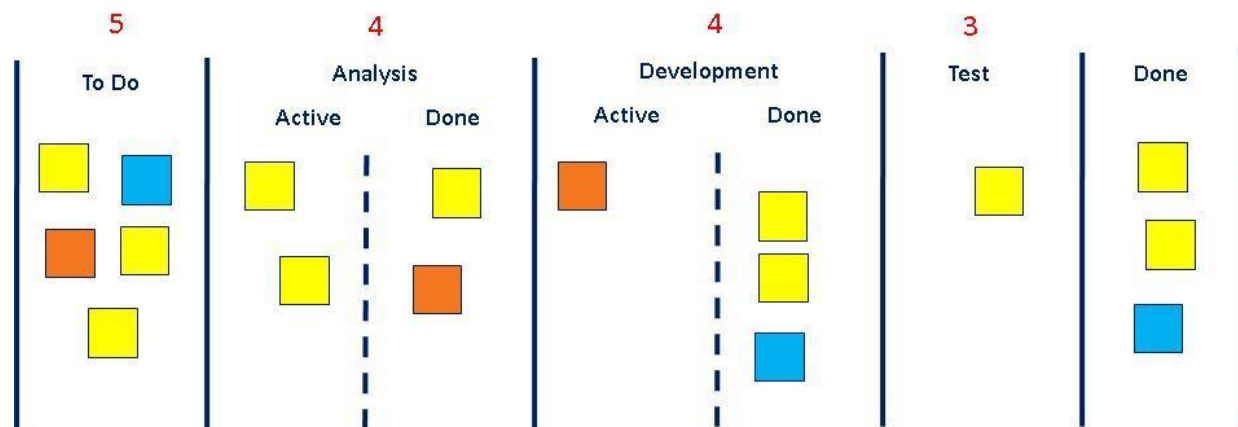 5 4 4 3
To Do Analysis Development Test Done
Active Done Active Done